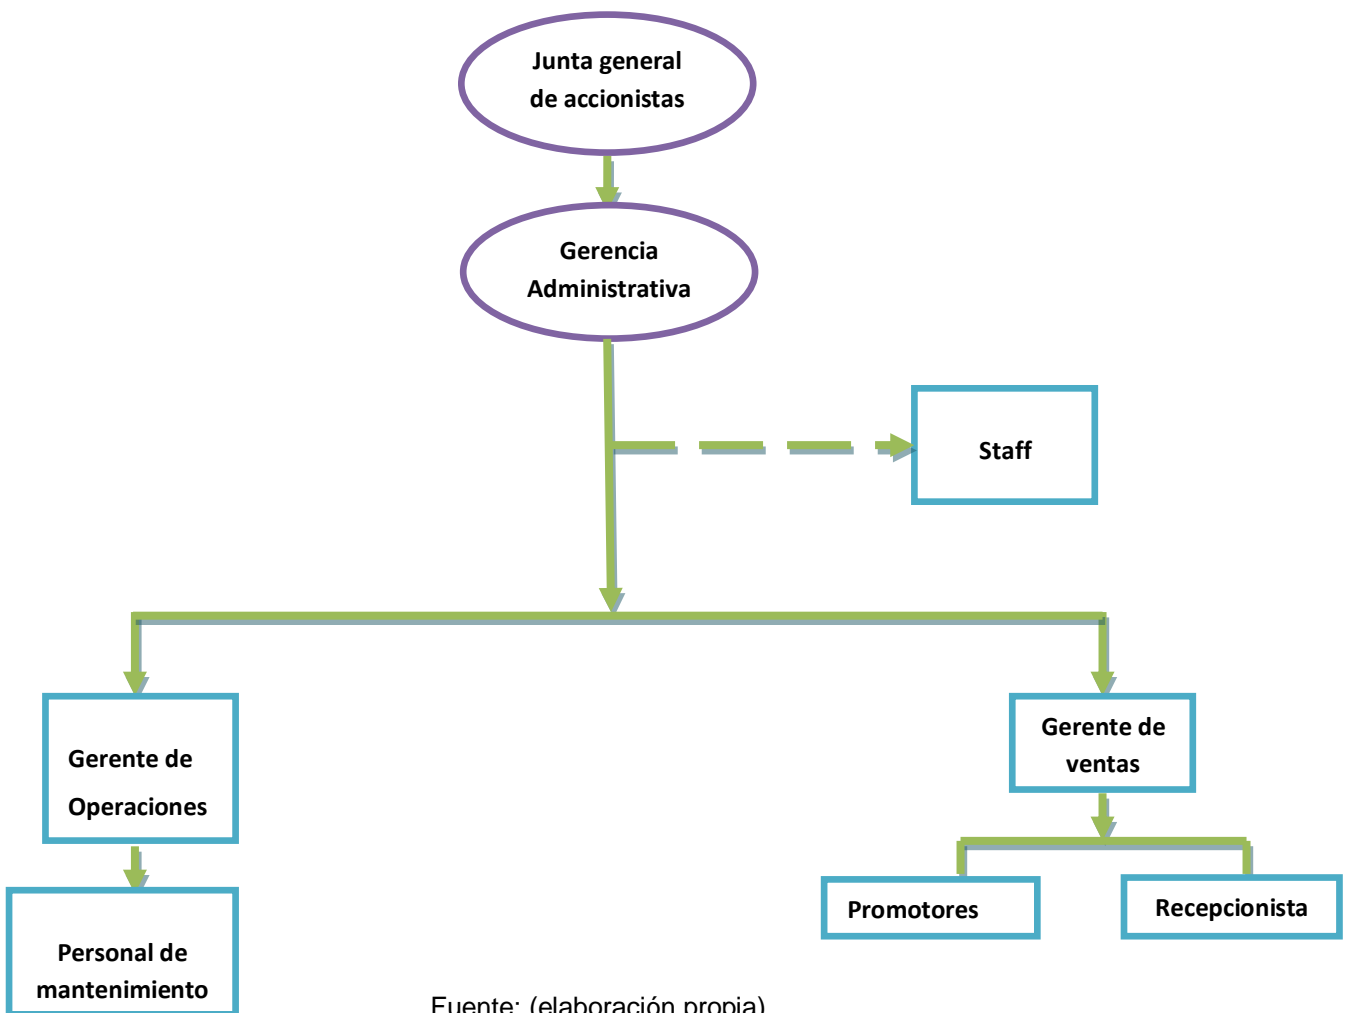 Junta general
de accionistas
Gerencia
Administrativa
Staff
Gerente de
Operaciones
Gerente de
ventas
Personal de
mantenimiento
Promotores
Recepcionista
Fuente: (elaboración propia)